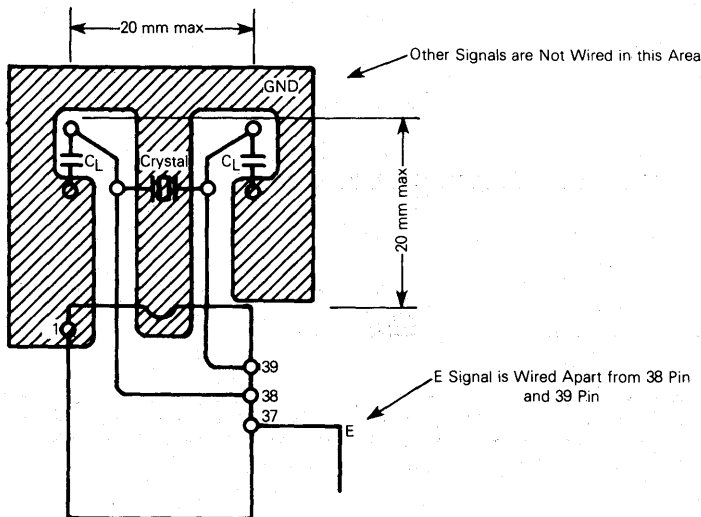 20 mm max
Other Signals are Not Wired in this Area
GND
CL
Crystal
CL
20 mm max
1
39
38
37
E
E Signal is Wired Apart from 38 Pin
and 39 Pin